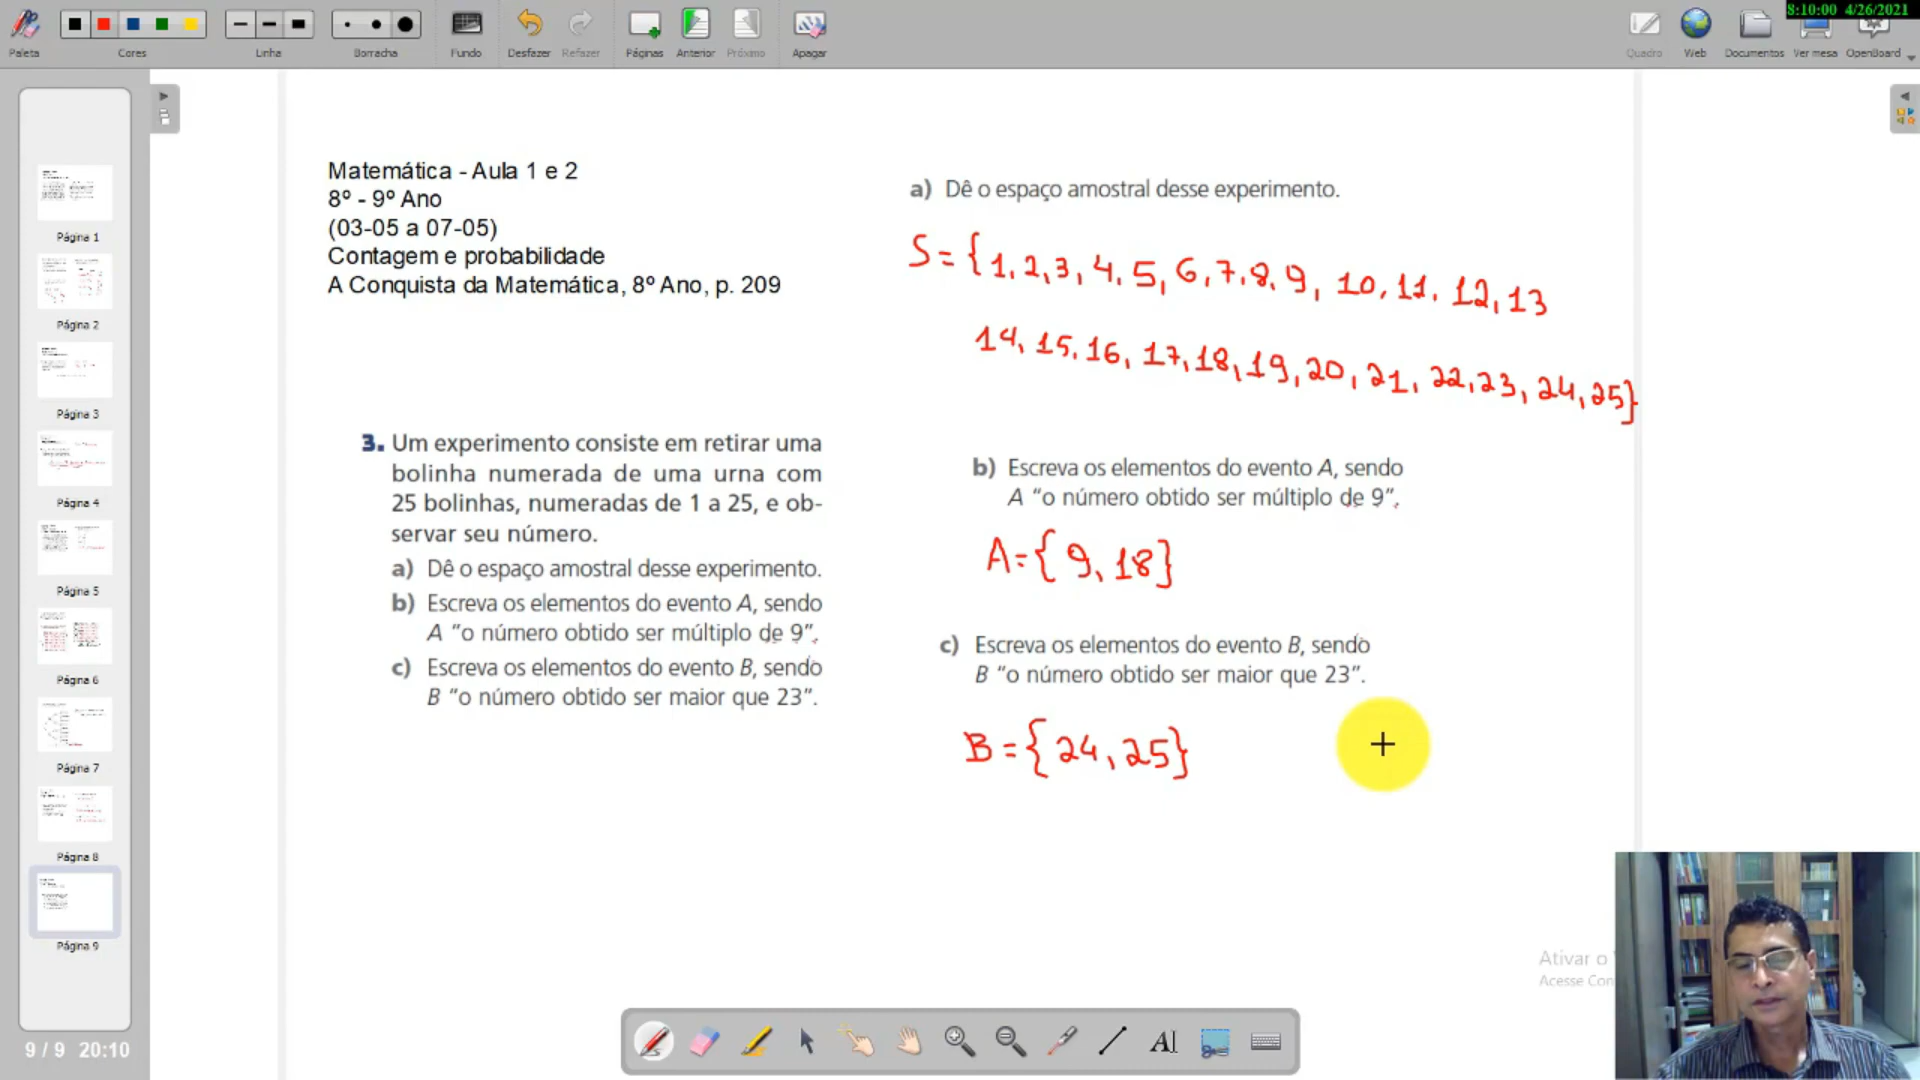 8:10:00 4/26/2021
Paleta
Cores
Linha
Borracha
Fundo
Desfazer
Refazer
Páginas
Anterior
Próximo
Apagar
Quadro
Web
Documentos
Ver mesa
OpenBoard
Página 1
Página 2
Página 3
Página 4
Página 5
Página 6
Página 7
Página 8
Página 9
9 / 9 20:10
Matemática - Aula 1 e 2
8º - 9º Ano
(03-05 a 07-05)
Contagem e probabilidade
A Conquista da Matemática, 8º Ano, p. 209
3. Um experimento consiste em retirar uma
bolinha numerada de uma urna com
25 bolinhas, numeradas de 1 a 25, e ob-
servar seu número.
a) Dê o espaço amostral desse experimento.
b) Escreva os elementos do evento A, sendo
A “o número obtido ser múltiplo de 9”.
c) Escreva os elementos do evento B, sendo
B “o número obtido ser maior que 23”.
a) Dê o espaço amostral desse experimento.
S = {1, 2, 3, 4, 5, 6, 7, 8, 9, 10, 11, 12, 13
14, 15, 16, 17, 18, 19, 20, 21, 22, 23, 24, 25}
b) Escreva os elementos do evento A, sendo
A “o número obtido ser múltiplo de 9”.
A = {9, 18}
c) Escreva os elementos do evento B, sendo
B “o número obtido ser maior que 23”.
B = {24, 25}
Ativar o
Acesse
AI